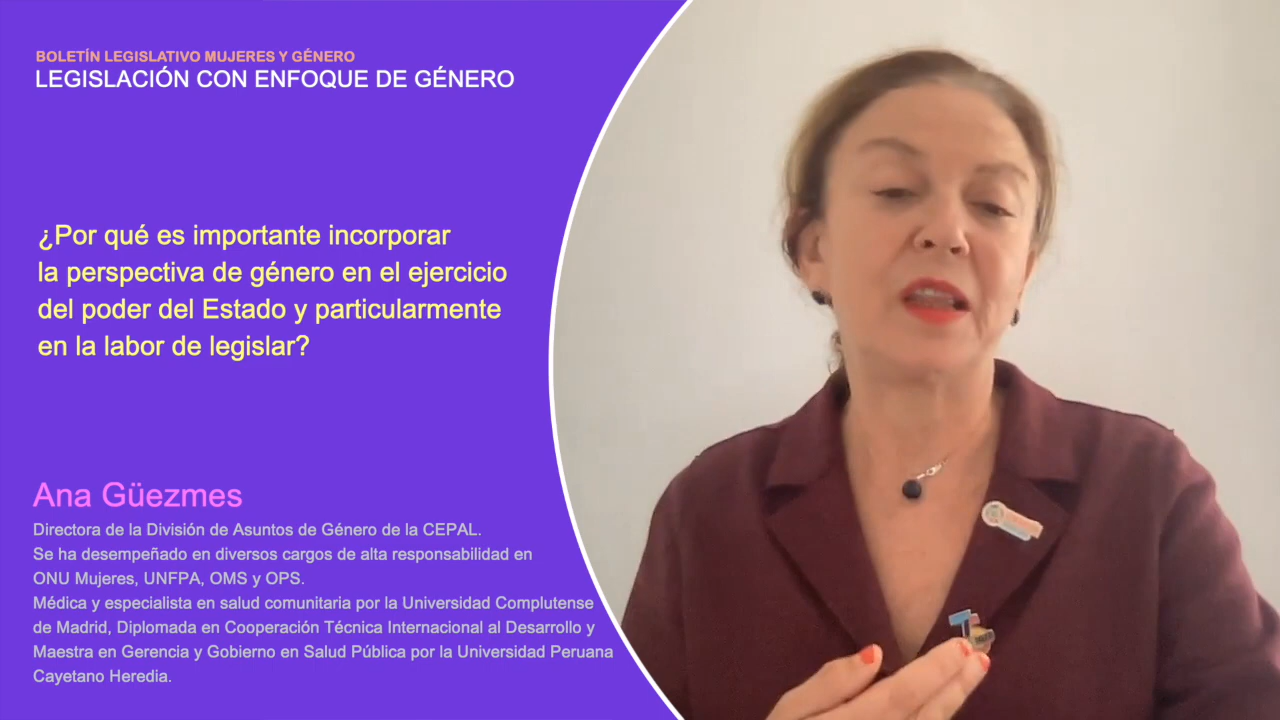 BOLETÍN LEGISLATIVO MUJERES Y GÉNERO
LEGISLACIÓN CON ENFOQUE DE GÉNERO
¿Por qué es importante incorporar
la perspectiva de género en el ejercicio
del poder del Estado y particularmente
en la labor de legislar?
Ana Güezmes
Directora de la División de Asuntos de Género de la CEPAL.
Se ha desempeñado en diversos cargos de alta responsabilidad en
ONU Mujeres, UNFPA, OMS y OPS.
Médica y especialista en salud comunitaria por la Universidad Complutense
de Madrid, Diplomada en Cooperación Técnica Internacional al Desarrollo y
Maestra en Gerencia y Gobierno en Salud Pública por la Universidad Peruana
Cayetano Heredia.